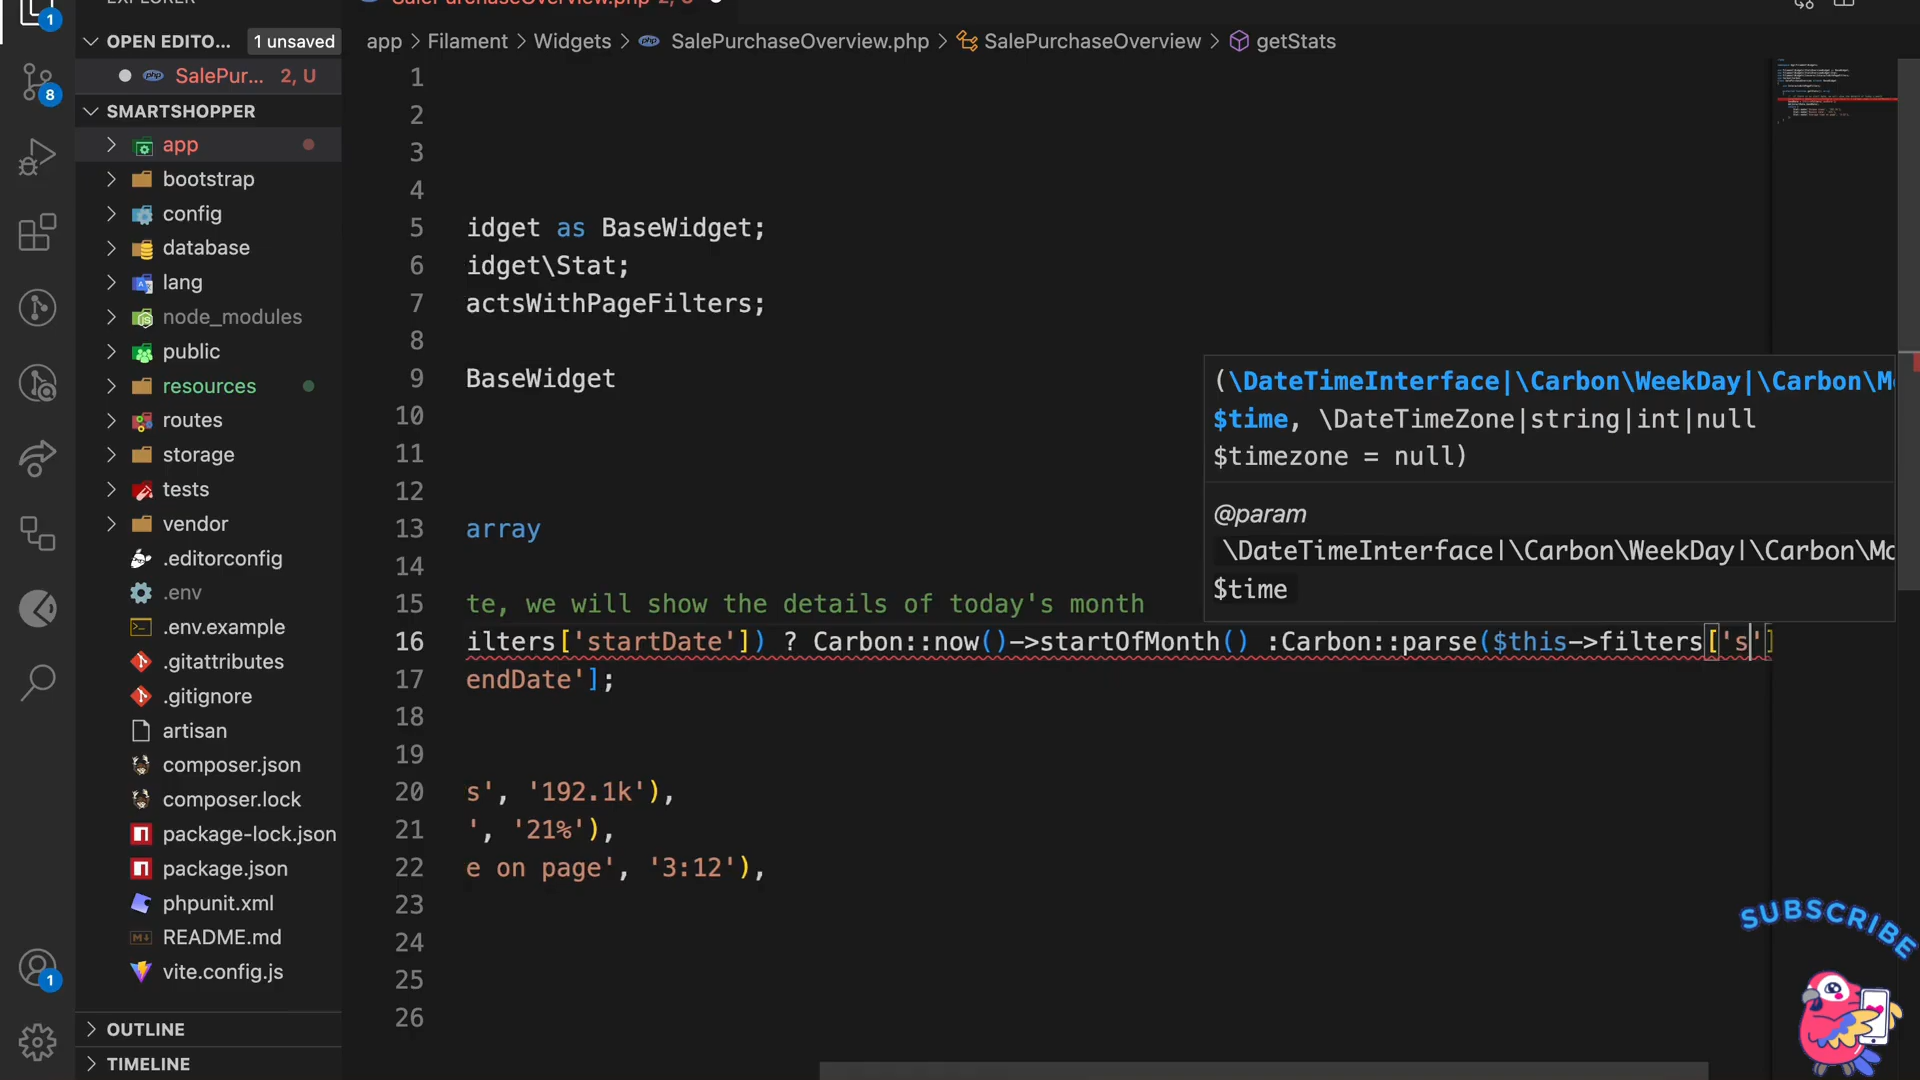 1
OPEN EDITO... 1 unsaved
SalePur... 2, U
SMARTSHOPPER
app
bootstrap
config
database
lang
node_modules
public
resources
routes
storage
tests
vendor
.editorconfig
.env
.env.example
.gitattributes
.gitignore
artisan
composer.json
composer.lock
package-lock.json
package.json
phpunit.xml
README.md
vite.config.js
OUTLINE
TIMELINE
8
1
app > Filament > Widgets > SalePurchaseOverview.php > SalePurchaseOverview > getStats
1
2
3
4
5 idget as BaseWidget;
6 idget\Stat;
7 actsWithPageFilters;
8
9 BaseWidget
10
11
12
13 array
14
15 te, we will show the details of today's month
16 ilters['startDate']) ? Carbon::now()->startOfMonth() :Carbon::parse($this->filters['s']
17 endDate'];
18
19
20 s', '192.1k'),
21 ', '21%'),
22 e on page', '3:12'),
23
24
25
26
(\DateTimeInterface|\Carbon\WeekDay|\Carbon\M
$time, \DateTimeZone|string|int|null
$timezone = null)
@param
\DateTimeInterface|\Carbon\WeekDay|\Carbon\Mo
$time
SUBSCRIBE